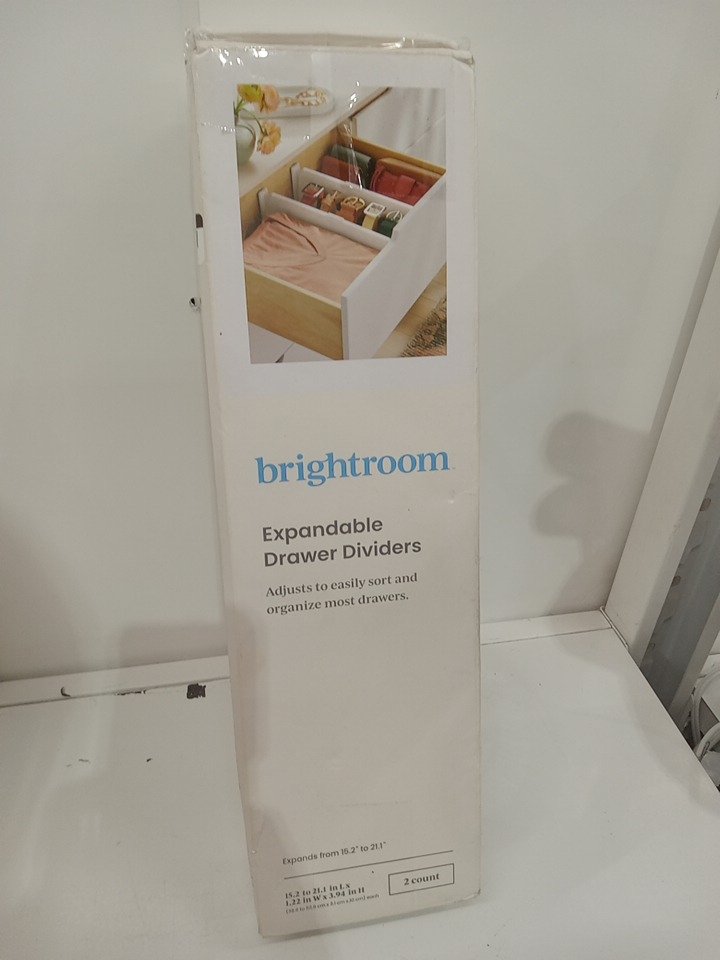 brightroom
Expandable
Drawer Dividers
Adjusts to easily sort and
organize most drawers.
Expands from 15.2" to 21.1"
15.2 to 21.1 in L x
1.22 in W x 3.94 in H
2 count